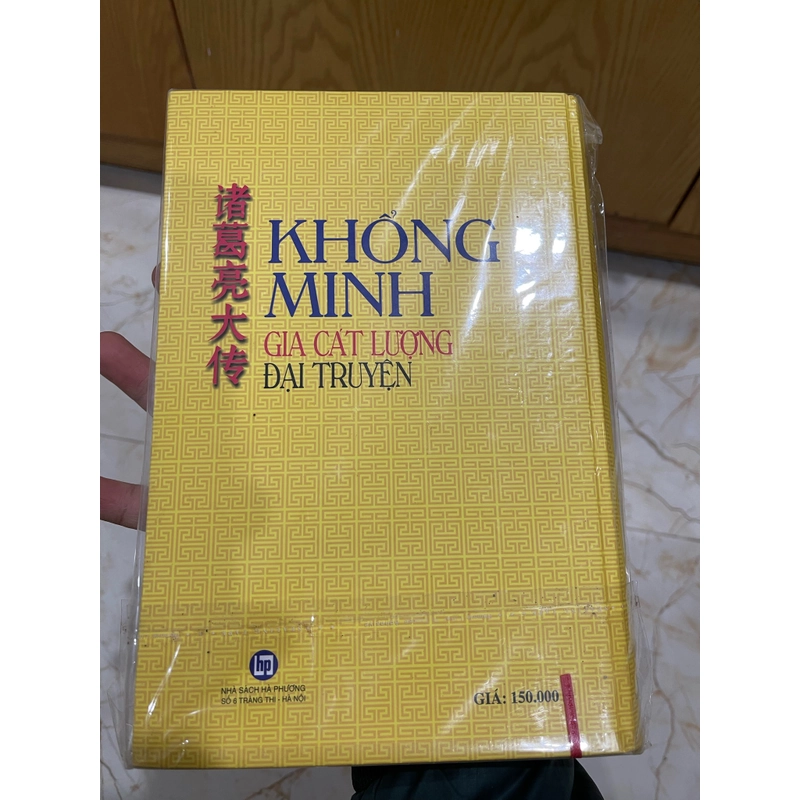 诸葛亮大传
KHỔNG
MINH
GIA CÁT LƯỢNG
ĐẠI TRUYỆN
hp
NHÀ SÁCH HÀ PHƯƠNG
SỐ 6 TRÀNG THI - HÀ NỘI
GIÁ: 150.000